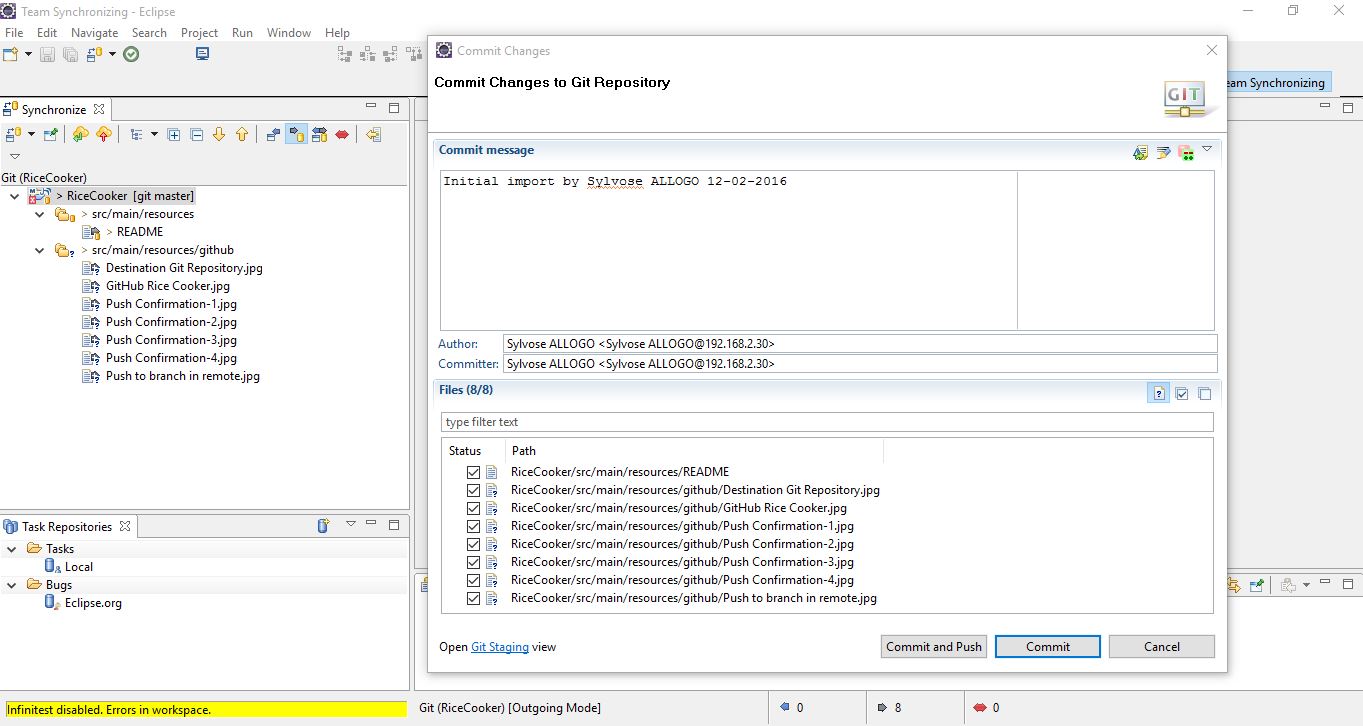 Team Synchronizing - Eclipse
File Edit Navigate Search Project Run Window Help
Commit Changes
Commit Changes to Git Repository
GIT
eam Synchronizing
Synchronize
Git (RiceCooker)
> RiceCooker [git master]
> src/main/resources
> README
> src/main/resources/github
Destination Git Repository.jpg
GitHub Rice Cooker.jpg
Push Confirmation-1.jpg
Push Confirmation-2.jpg
Push Confirmation-3.jpg
Push Confirmation-4.jpg
Push to branch in remote.jpg
Commit message
Initial import by Sylvose ALLOGO 12-02-2016
Author: Sylvose ALLOGO <Sylvose ALLOGO@192.168.2.30>
Committer: Sylvose ALLOGO <Sylvose ALLOGO@192.168.2.30>
Files (8/8)
type filter text
Status Path
RiceCooker/src/main/resources/README
RiceCooker/src/main/resources/github/Destination Git Repository.jpg
RiceCooker/src/main/resources/github/GitHub Rice Cooker.jpg
RiceCooker/src/main/resources/github/Push Confirmation-1.jpg
RiceCooker/src/main/resources/github/Push Confirmation-2.jpg
RiceCooker/src/main/resources/github/Push Confirmation-3.jpg
RiceCooker/src/main/resources/github/Push Confirmation-4.jpg
RiceCooker/src/main/resources/github/Push to branch in remote.jpg
Open Git Staging view
Commit and Push Commit Cancel
Task Repositories
Tasks
Local
Bugs
Eclipse.org
Infinitest disabled. Errors in workspace.
Git (RiceCooker) [Outgoing Mode]
0 8 0